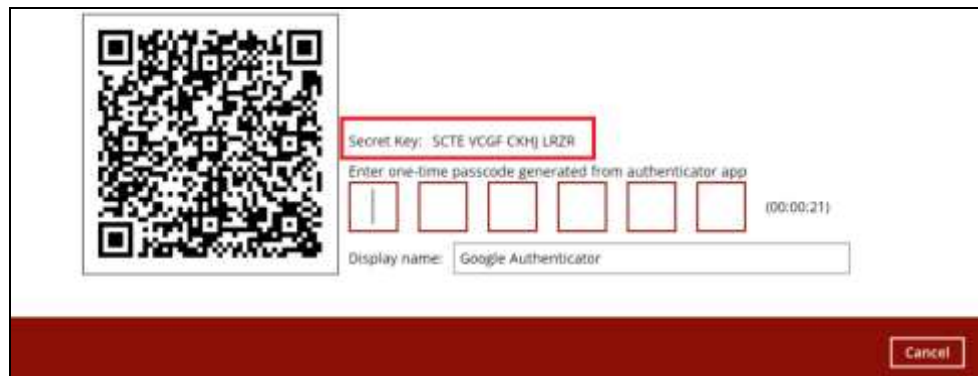 Secret Key: SCTE VCGF CKHJ LRZR
Enter one-time passcode generated from authenticator app
(00:00:21)
Display name: Google Authenticator
Cancel